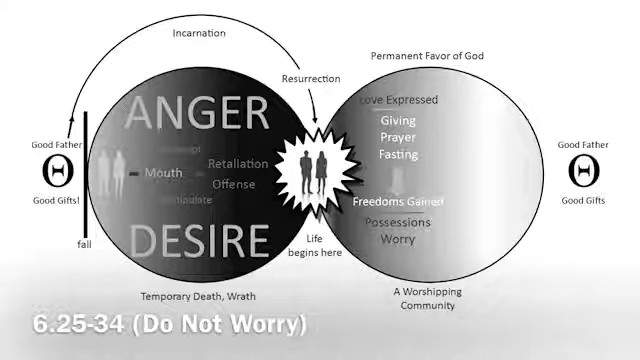 Incarnation
Permanent Favor of God
Resurrection
ANGER
Love Expressed
Giving
Prayer
Fasting
Good Father
Θ
Good Gifts!
Mouth
Retaliation
Offense
Freedoms Gained
Possessions
Worry
Good Father
Θ
Good Gifts
DESIRE
fall
Life
begins here
Temporary Death, Wrath
A Worshipping
Community
6.25-34 (Do Not Worry)